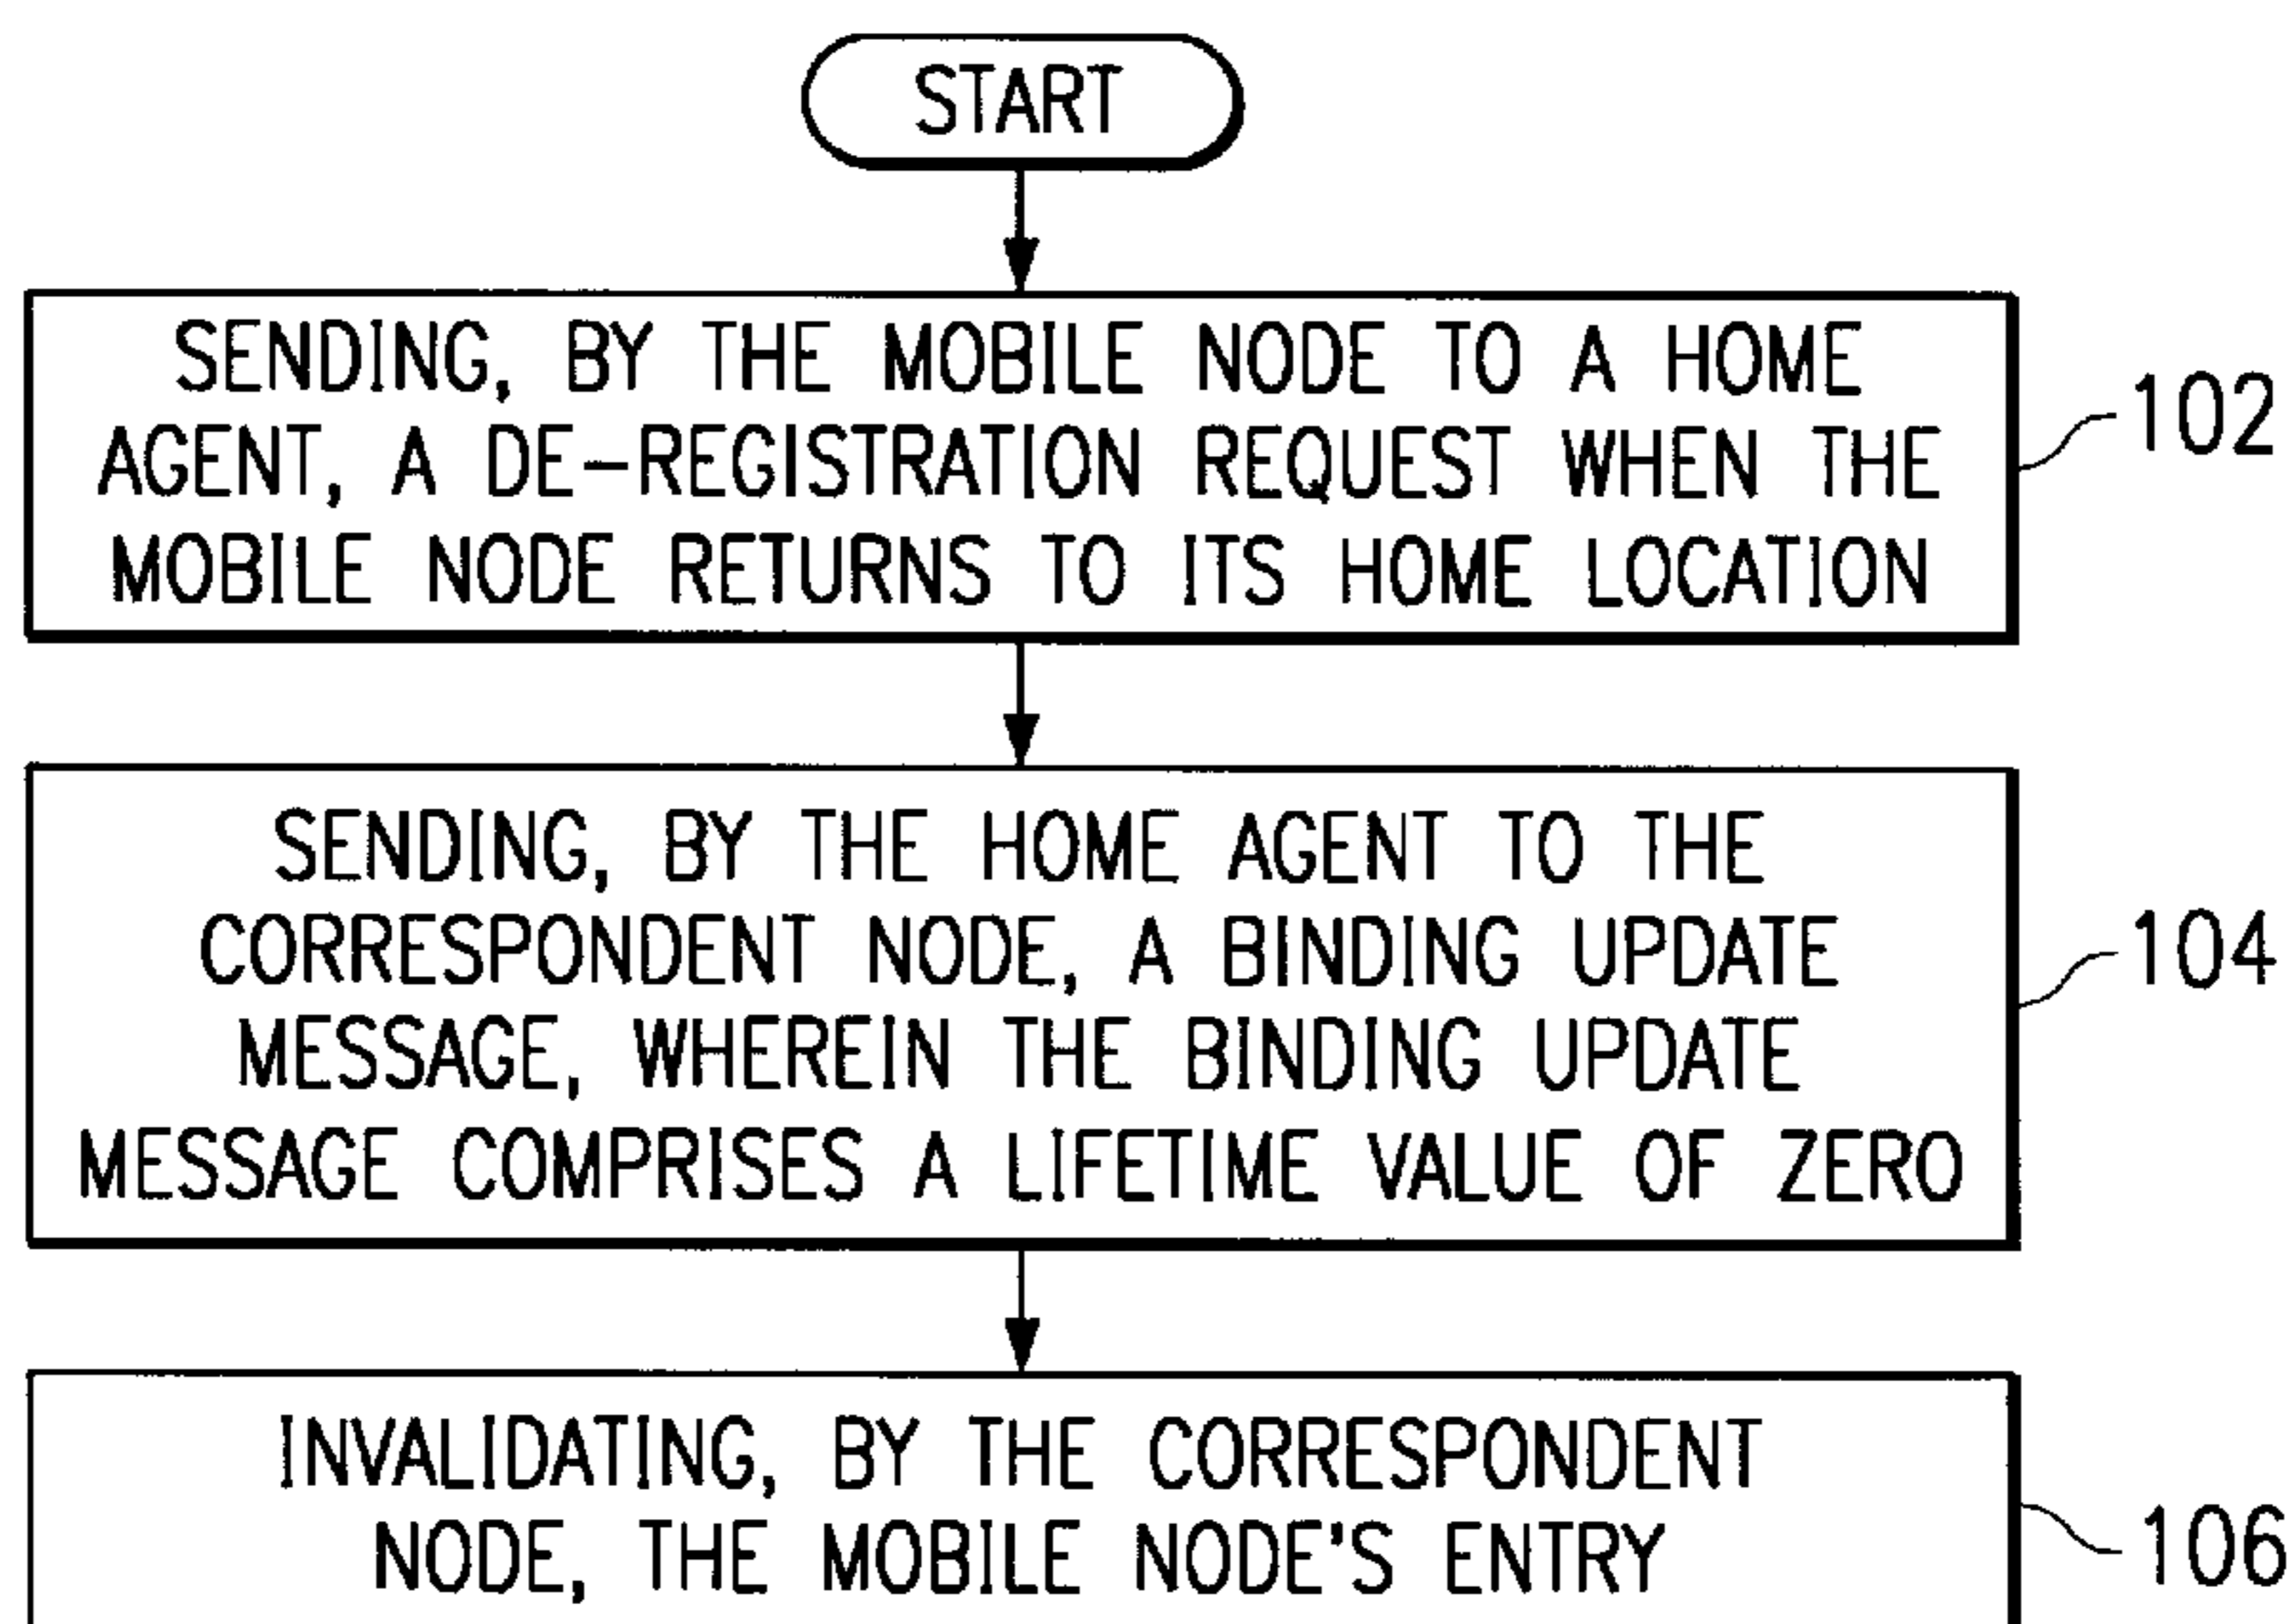 START
SENDING, BY THE MOBILE NODE TO A HOME
AGENT, A DE-REGISTRATION REQUEST WHEN THE
MOBILE NODE RETURNS TO ITS HOME LOCATION
102
SENDING, BY THE HOME AGENT TO THE
CORRESPONDENT NODE, A BINDING UPDATE
MESSAGE, WHEREIN THE BINDING UPDATE
MESSAGE COMPRISES A LIFETIME VALUE OF ZERO
104
INVALIDATING, BY THE CORRESPONDENT
NODE, THE MOBILE NODE'S ENTRY
106